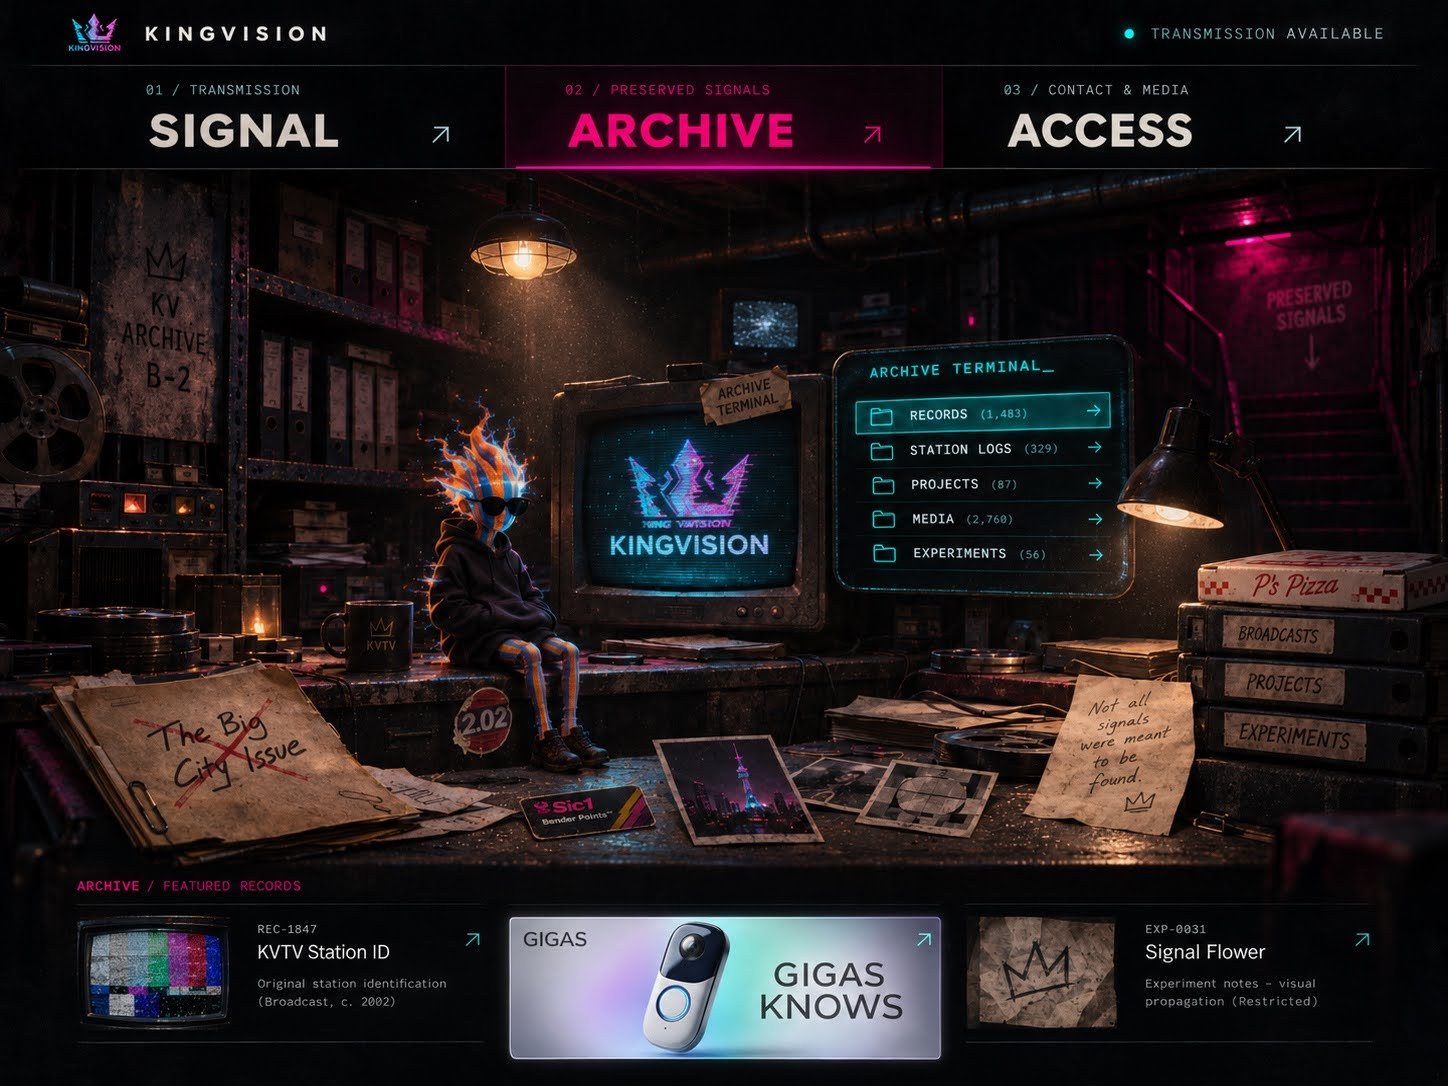 KINGVISION
KINGVISION
TRANSMISSION AVAILABLE
01 / TRANSMISSION
SIGNAL
02 / PRESERVED SIGNALS
ARCHIVE
03 / CONTACT & MEDIA
ACCESS
KV
ARCHIVE
B-2
PRESERVED
SIGNALS
ARCHIVE
TERMINAL
KINGVISION
ARCHIVE TERMINAL_
RECORDS (1,483)
STATION LOGS (329)
PROJECTS (87)
MEDIA (2,760)
EXPERIMENTS (56)
KVTV
P's Pizza
BROADCASTS
PROJECTS
EXPERIMENTS
The Big
City Issue
2.02
Sic1
Bender Points™
Not all
signals
were meant
to be
found.
ARCHIVE / FEATURED RECORDS
REC-1847
KVTV Station ID
Original station identification
(Broadcast, c. 2002)
GIGAS
GIGAS
KNOWS
EXP-0031
Signal Flower
Experiment notes – visual
propagation (Restricted)